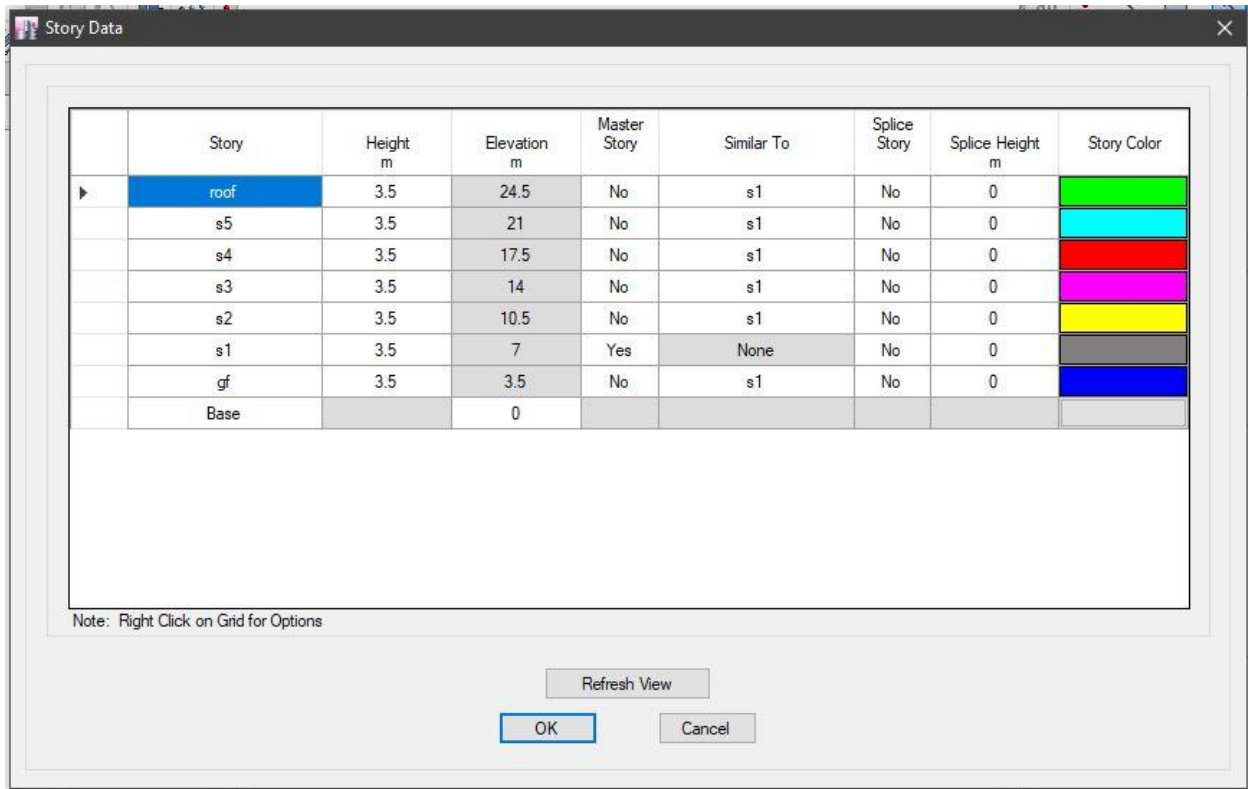 Story Data
Story Height m Elevation m Master Story Similar To Splice Story Splice Height m Story Color
roof 3.5 24.5 No s1 No 0
s5 3.5 21 No s1 No 0
s4 3.5 17.5 No s1 No 0
s3 3.5 14 No s1 No 0
s2 3.5 10.5 No s1 No 0
s1 3.5 7 Yes None No 0
gf 3.5 3.5 No s1 No 0
Base 0
Note: Right Click on Grid for Options
Refresh View
OK Cancel